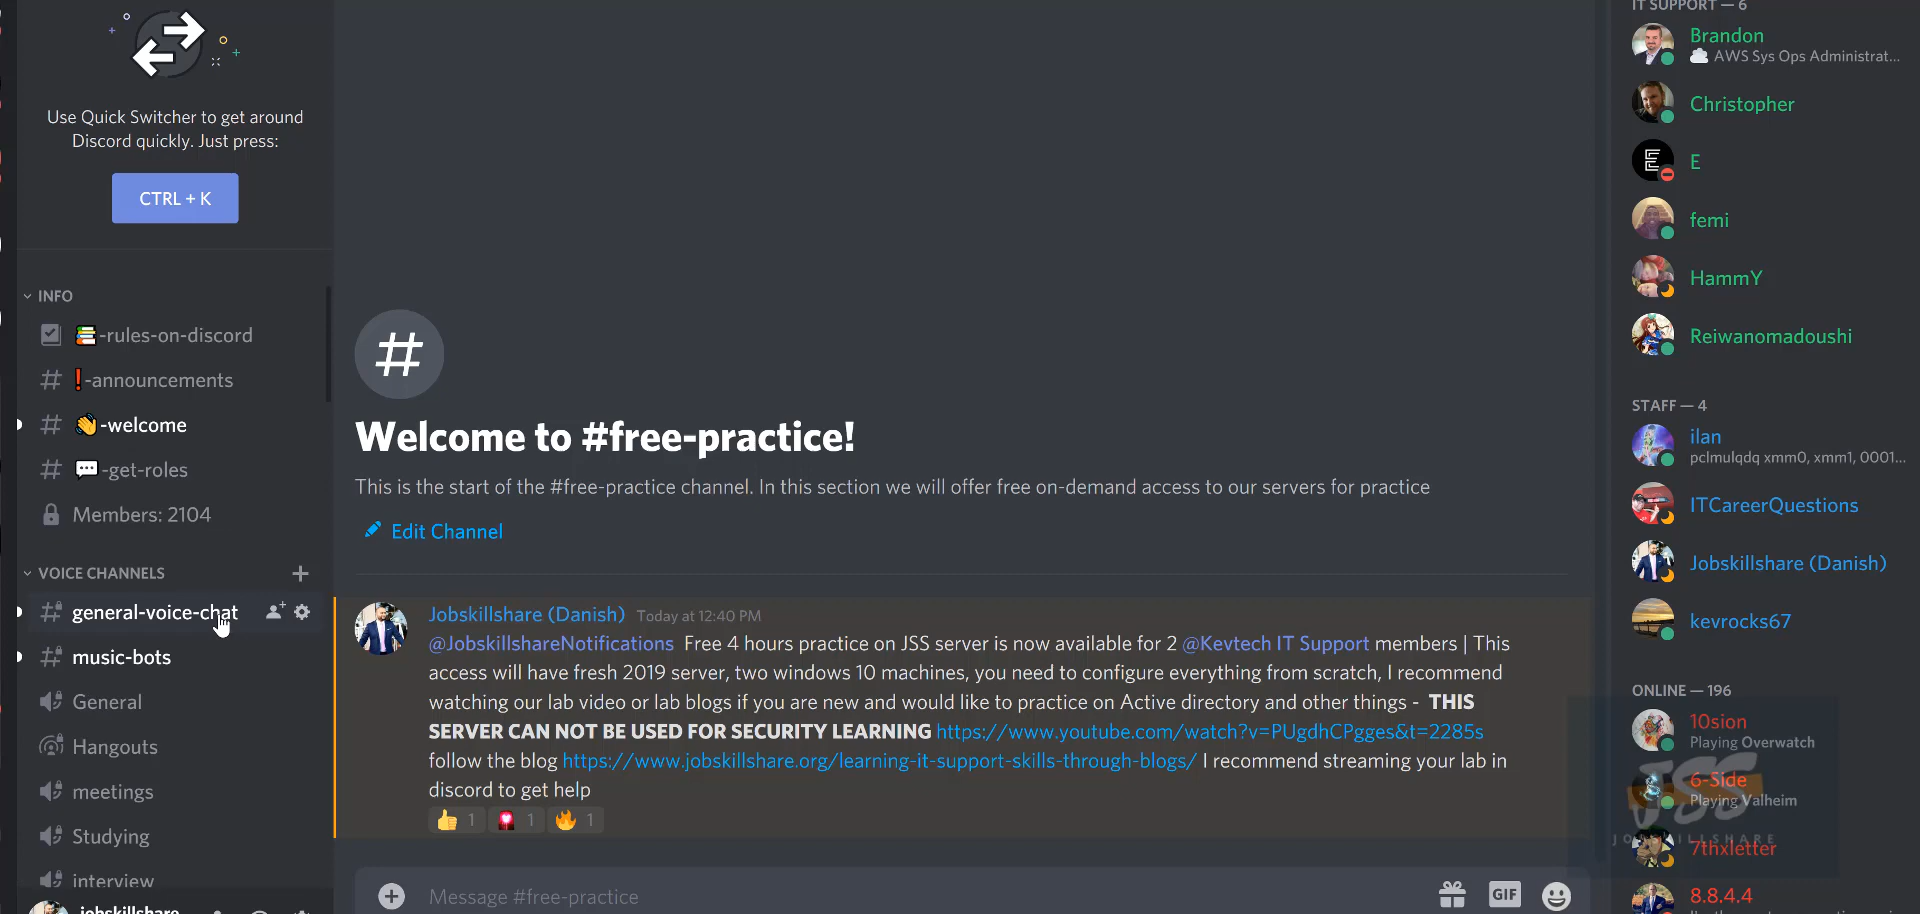 Use Quick Switcher to get around
Discord quickly. Just press:
CTRL + K
INFO
-rules-on-discord
-announcements
-welcome
-get-roles
Members: 2104
VOICE CHANNELS
general-voice-chat
music-bots
General
Hangouts
meetings
Studying
interview
jobskillshare
Welcome to #free-practice!
This is the start of the #free-practice channel. In this section we will offer free on-demand access to our servers for practice
Edit Channel
Jobskillshare (Danish) Today at 12:40 PM
@JobskillshareNotifications Free 4 hours practice on JSS server is now available for 2 @Kevtech IT Support members | This
access will have fresh 2019 server, two windows 10 machines, you need to configure everything from scratch, I recommend
watching our lab video or lab blogs if you are new and would like to practice on Active directory and other things - THIS
SERVER CAN NOT BE USED FOR SECURITY LEARNING https://www.youtube.com/watch?v=PUgdhCPgges&t=2285s
follow the blog https://www.jobskillshare.org/learning-it-support-skills-through-blogs/ I recommend streaming your lab in
discord to get help
1 1 1
Message #free-practice
GIF
IT SUPPORT — 6
Brandon
AWS Sys Ops Administrat...
Christopher
E
femi
HammY
Reiwanomadoushi
STAFF — 4
ilan
pclmulqdq xmm0, xmm1, 0001...
ITCareerQuestions
Jobskillshare (Danish)
kevrocks67
ONLINE — 196
10sion
Playing Overwatch
6-Side
Playing Valheim
JSS
JOBSKILLSHARE
7thxletter
8.8.4.4